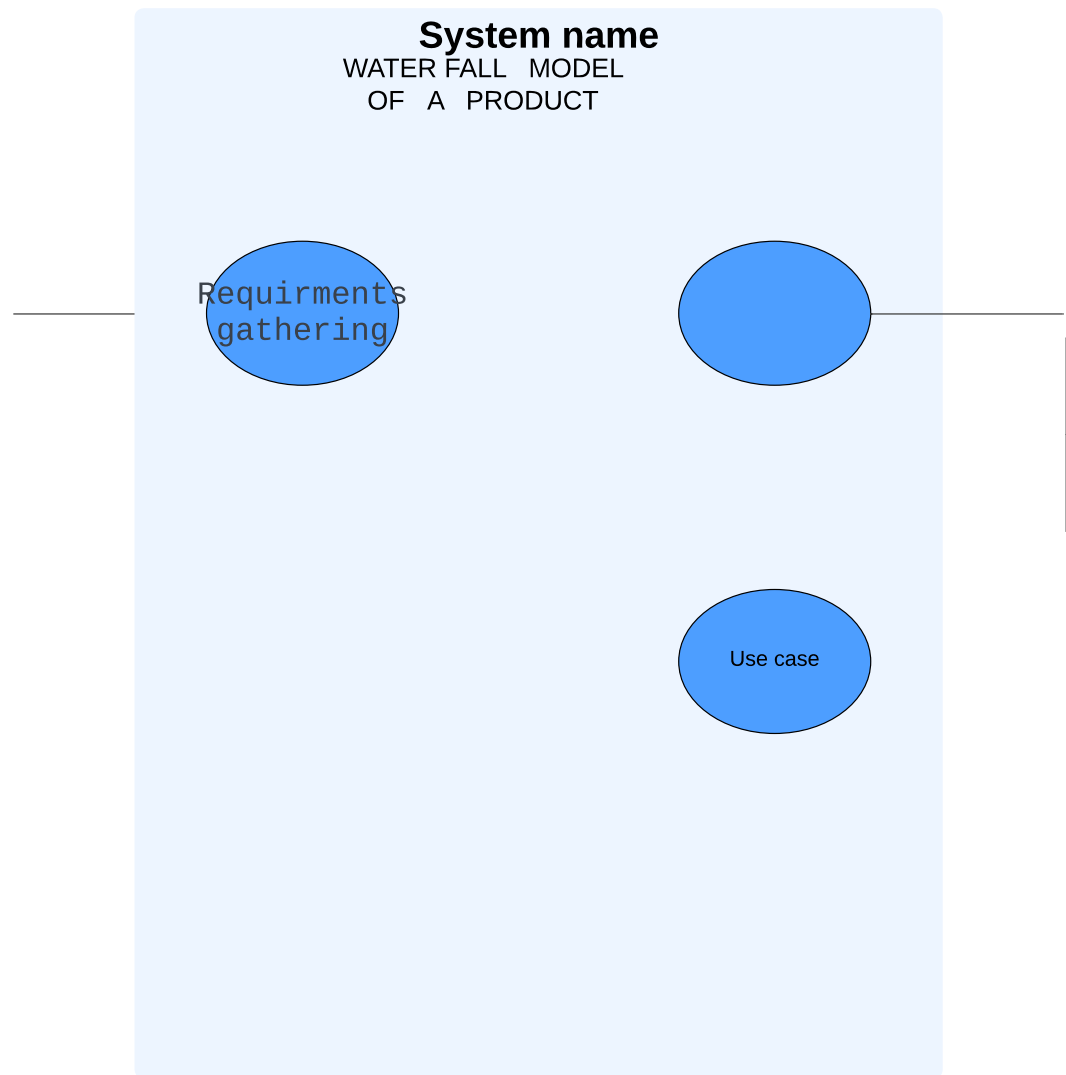 System name
WATER FALL MODEL
OF A PRODUCT
Requirments
gathering
Use case